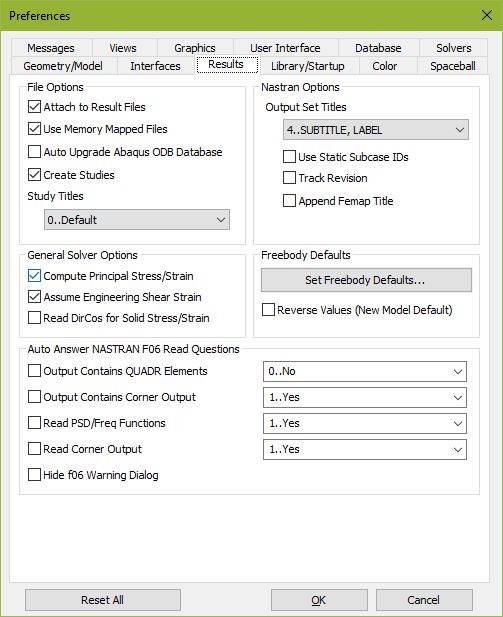 Preferences
Messages
Views
Graphics
User Interface
Database
Solvers
Geometry/Model
Interfaces
Results
Library/Startup
Color
Spaceball
File Options
Attach to Result Files
Use Memory Mapped Files
Auto Upgrade Abaqus ODB Database
Create Studies
Study Titles
0..Default
Nastran Options
Output Set Titles
4..SUBTITLE, LABEL
Use Static Subcase IDs
Track Revision
Append Femap Title
General Solver Options
Compute Principal Stress/Strain
Assume Engineering Shear Strain
Read DirCos for Solid Stress/Strain
Freebody Defaults
Set Freebody Defaults...
Reverse Values (New Model Default)
Auto Answer NASTRAN F06 Read Questions
Output Contains QUADR Elements
0..No
Output Contains Corner Output
1..Yes
Read PSD/Freq Functions
1..Yes
Read Corner Output
1..Yes
Hide f06 Warning Dialog
Reset All
OK
Cancel